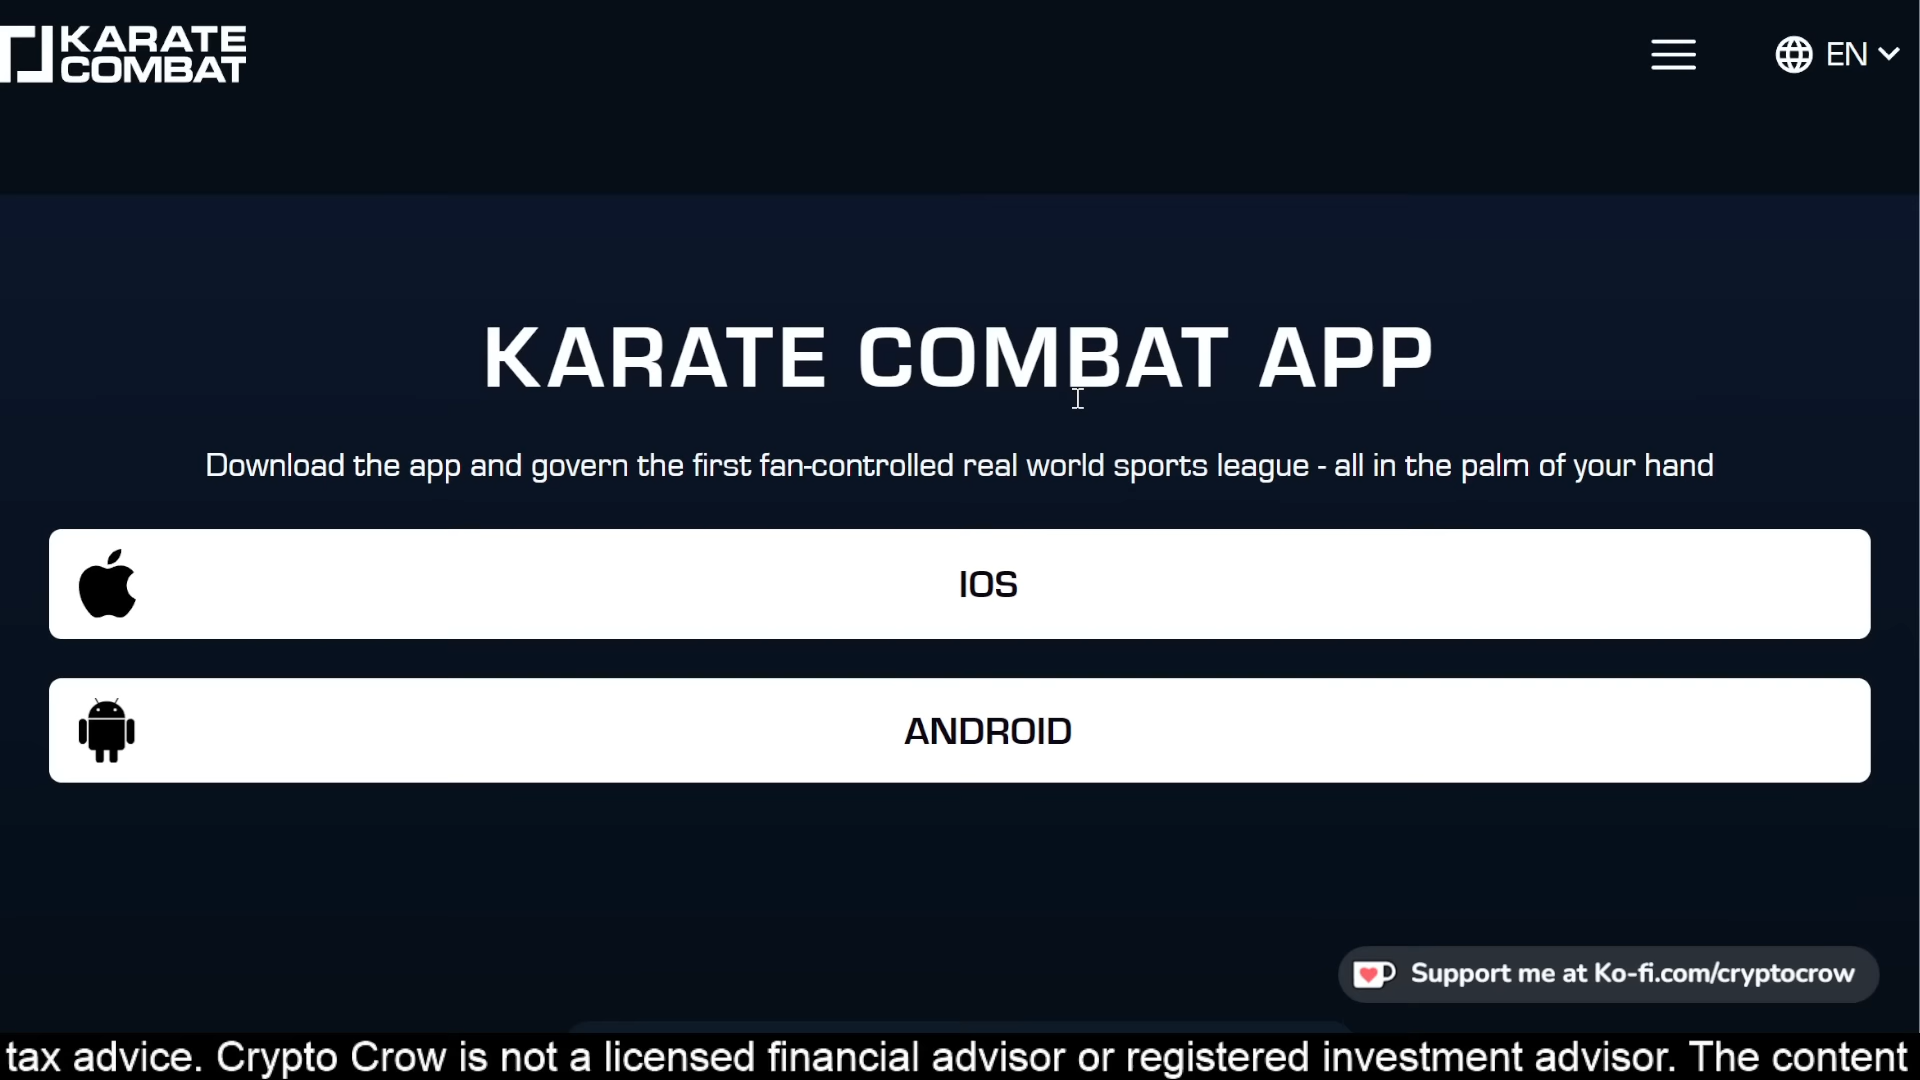 KARATE
COMBAT
EN
KARATE COMBAT APP
Download the app and govern the first fan-controlled real world sports league - all in the palm of your hand
IOS
ANDROID
Support me at Ko-fi.com/cryptocrow
tax advice. Crypto Crow is not a licensed financial advisor or registered investment advisor. The content